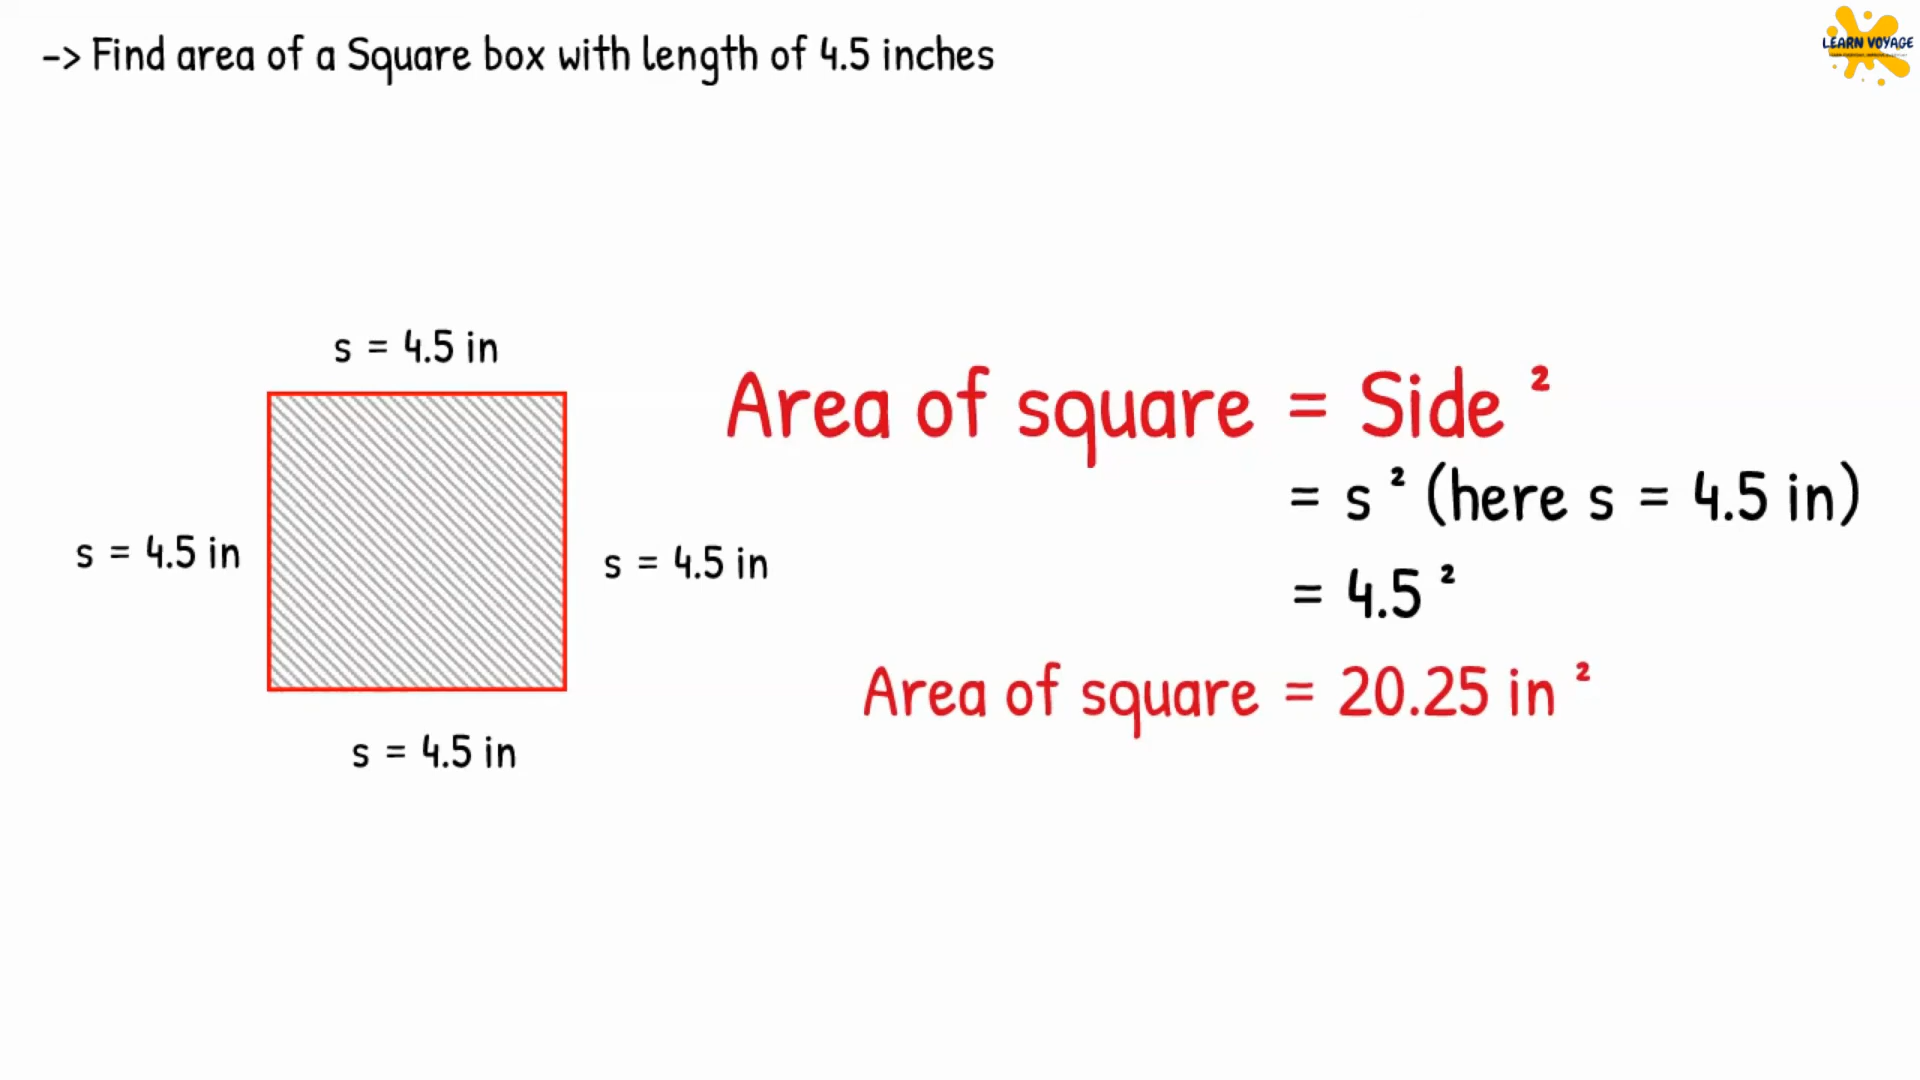 -> Find area of a Square box with length of 4.5 inches
LEARN VOYAGE
s = 4.5 in
s = 4.5 in
s = 4.5 in
s = 4.5 in
Area of square = Side ²
= s ² (here s = 4.5 in)
= 4.5 ²
Area of square = 20.25 in ²